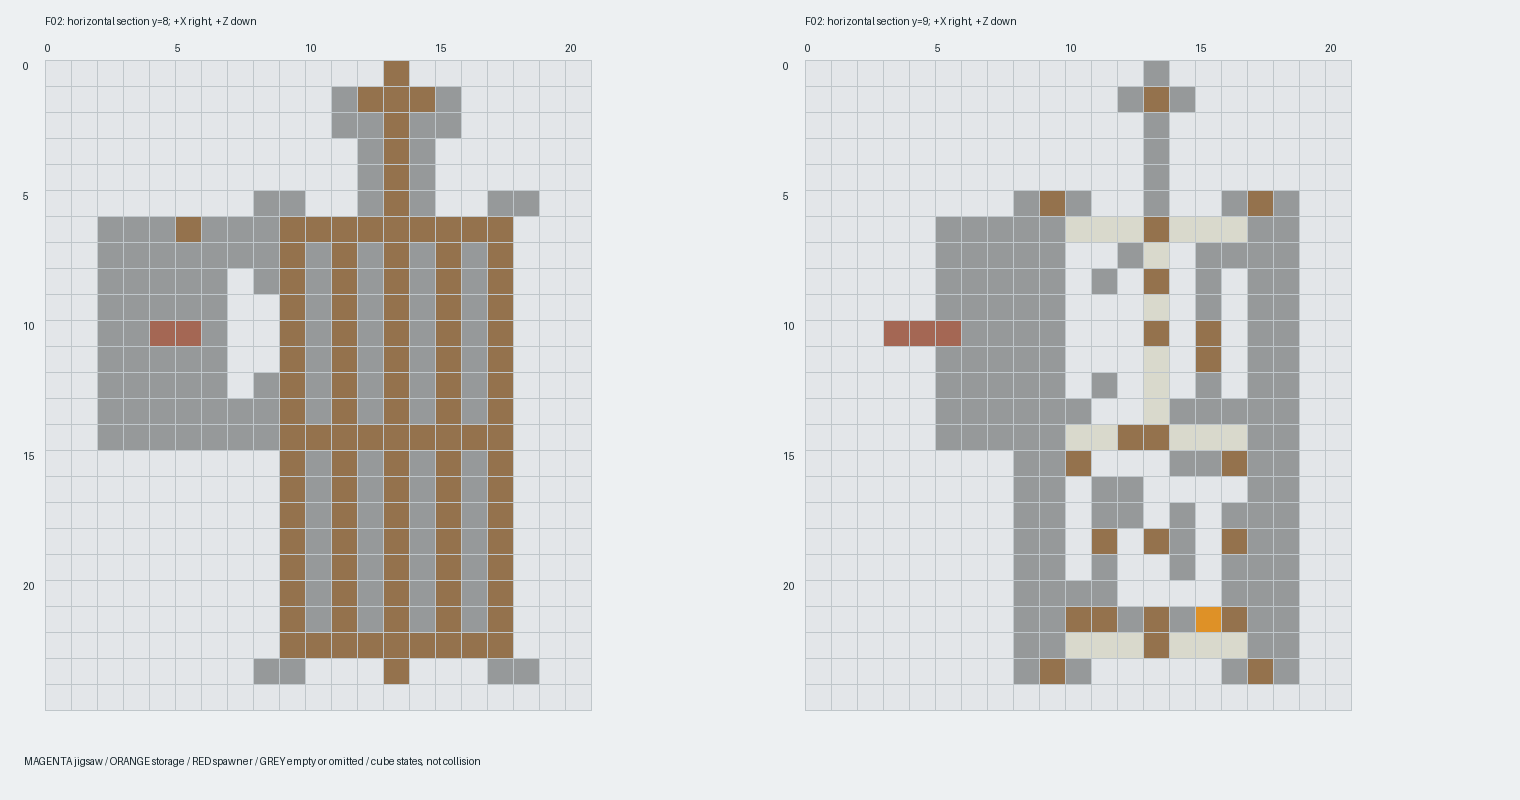 F02: horizontal section y=8; +X right, +Z down
F02: horizontal section y=9; +X right, +Z down
0 5 10 15 20
0 5 10 15 20
0
0
5
5
10
10
15
15
20
20
MAGENTA jigsaw / ORANGE storage / RED spawner / GREY empty or omitted / cube states, not collision